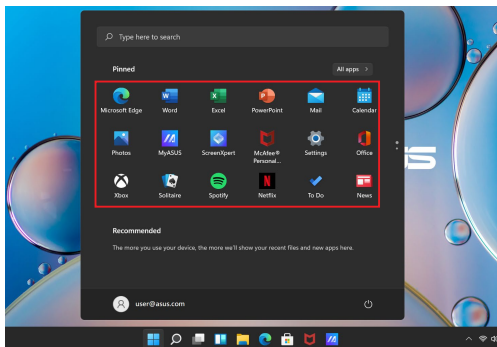 Type here to search
Pinned
All apps >
Microsoft Edge Word Excel PowerPoint Mail Calendar
Photos MyASUS ScreenXpert McAfee® Personal... Settings Office
Xbox Solitaire Spotify Netflix To Do News
Recommended
The more you use your device, the more we'll show your recent files and new apps here.
user@asus.com